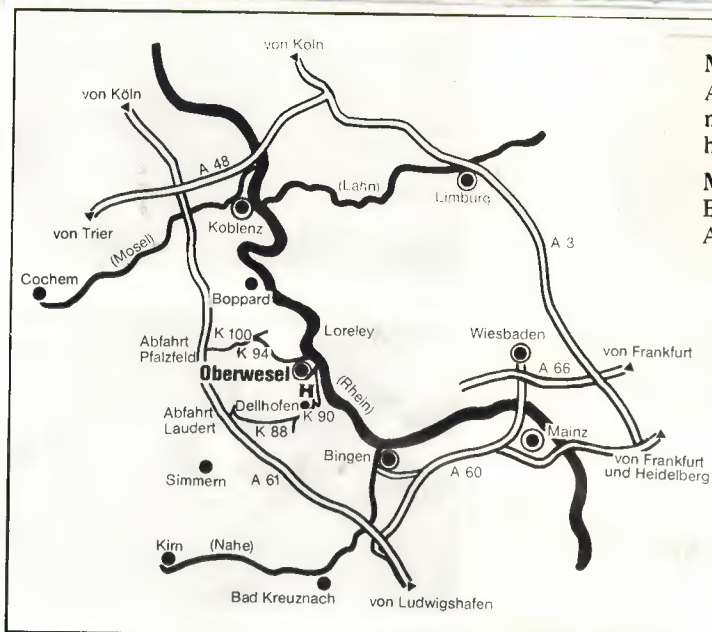 von Köln
von Köln
A 48
(Lahn)
Limburg
von Trier
(Mosel)
Koblenz
A 3
Cochem
Boppard
Loreley
Wiesbaden
K 100
Abfahrt
Pfalzfeld
K 94
von Frankfurt
A 66
Oberwesel
(Rhein)
H
Dellhofen
K 90
Abfahrt
Laudert
K 88
Mainz
Bingen
A 60
von Frankfurt
und Heidelberg
Simmern
A 61
Kirn
(Nahe)
Bad Kreuznach
von Ludwigshafen